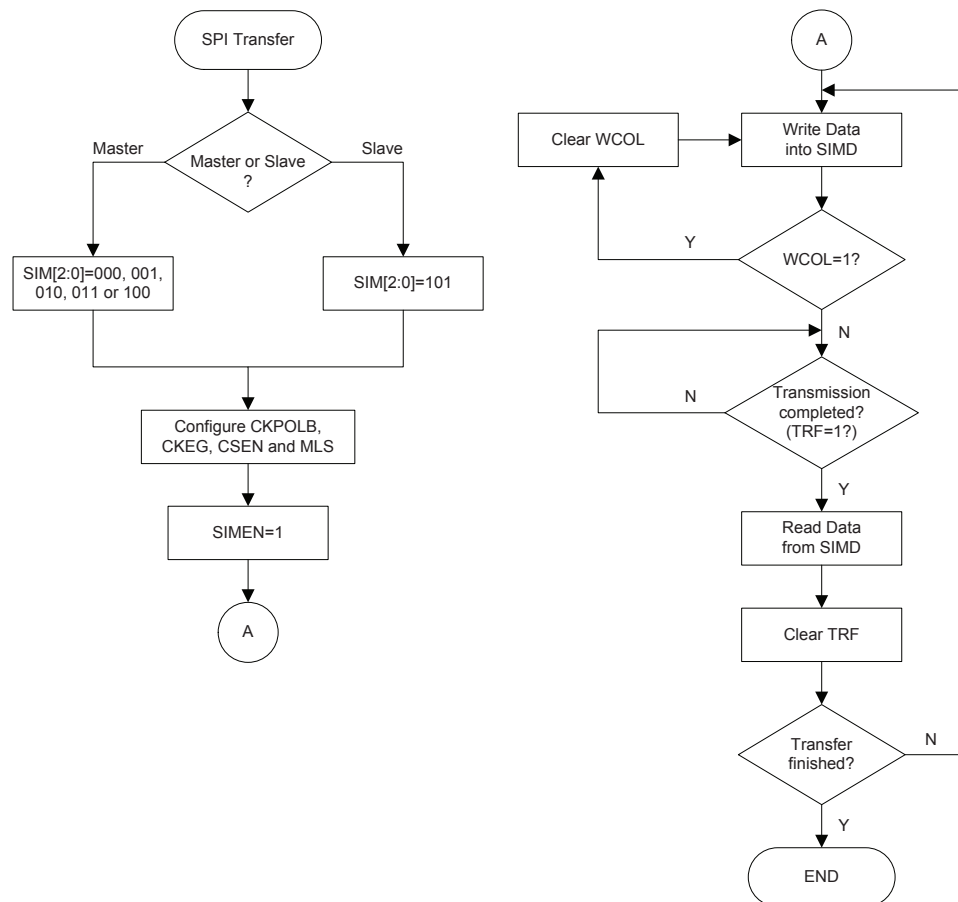 SPI Transfer
Master
Master or Slave
?
Slave
SIM[2:0]=000, 001,
010, 011 or 100
SIM[2:0]=101
Configure CKPOLB,
CKEG, CSEN and MLS
SIMEN=1
A
A
Clear WCOL
Write Data
into SIMD
Y
WCOL=1?
N
N
Transmission
completed?
(TRF=1?)
Y
Read Data
from SIMD
Clear TRF
Transfer
finished?
N
Y
END